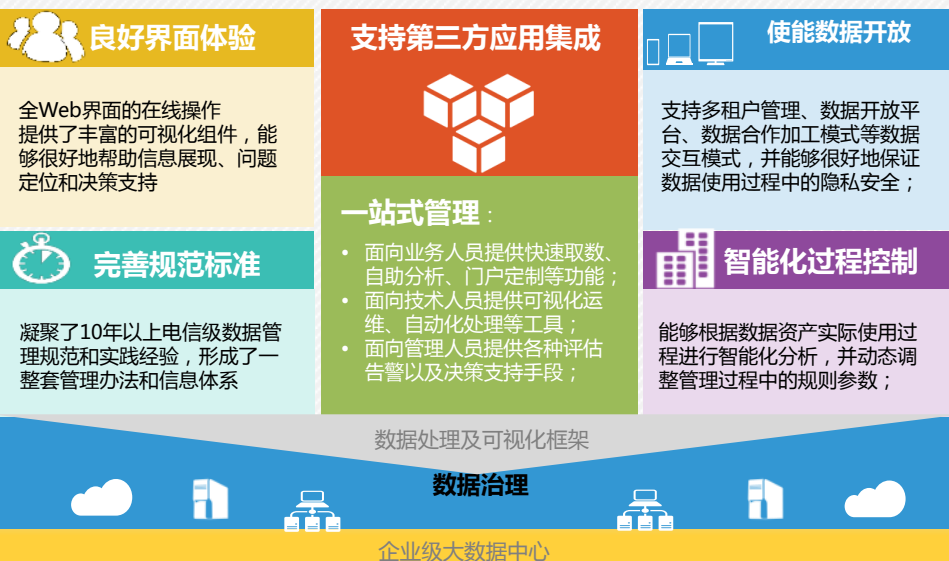 良好界面体验
全Web界面的在线操作
提供了丰富的可视化组件，能
够很好地帮助信息展现、问题
定位和决策支持
完善规范标准
凝聚了10年以上电信级数据管
理规范和实践经验，形成了一
整套管理办法和信息体系
支持第三方应用集成
一站式管理：
• 面向业务人员提供快速取数、
自助分析、门户定制等功能；
• 面向技术人员提供可视化运
维、自动化处理等工具；
• 面向管理人员提供各种评估
告警以及决策支持手段；
使能数据开放
支持多租户管理、数据开放平
台、数据合作加工模式等数据
交互模式，并能够很好地保证
数据使用过程中的隐私安全；
智能化过程控制
能够根据数据资产实际使用过
程进行智能化分析，并动态调
整管理过程中的规则参数；
数据处理及可视化框架
数据治理
企业级大数据中心